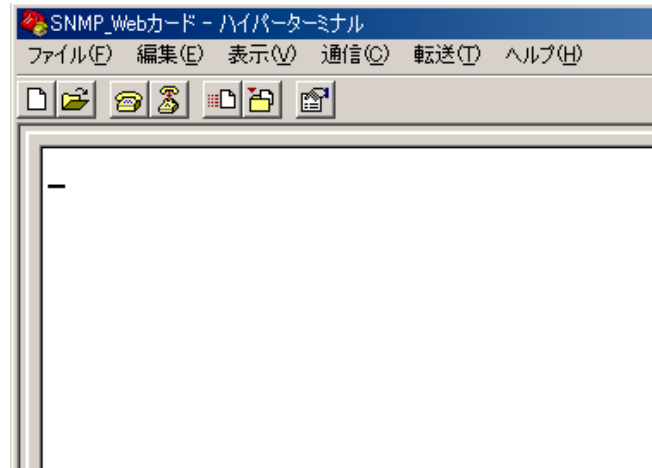 SNMP_Webカード - ハイパーターミナル
ファイル(F) 編集(E) 表示(V) 通信(C) 転送(T) ヘルプ(H)